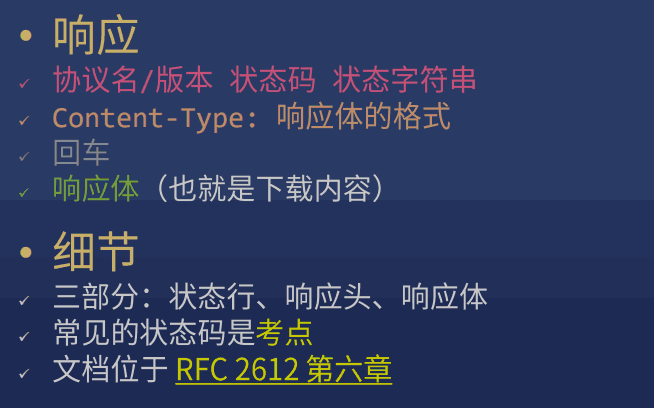 • 响应
✓ 协议名/版本 状态码 状态字符串
✓ Content-Type: 响应体的格式
✓ 回车
✓ 响应体（也就是下载内容）
• 细节
✓ 三部分：状态行、响应头、响应体
✓ 常见的状态码是考点
✓ 文档位于 RFC 2612 第六章